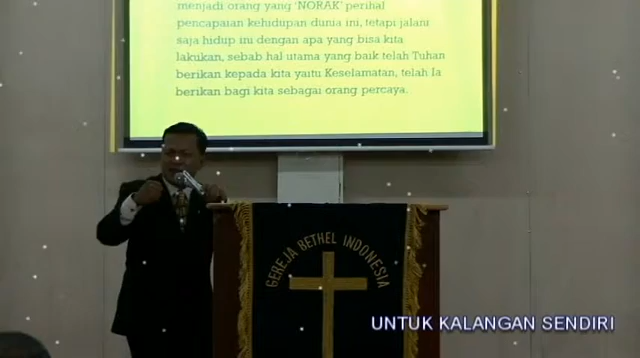 menjadi orang yang 'NORAK' perihal
pencapaian kehidupan dunia ini, tetapi jalani
saja hidup ini dengan apa yang bisa kita
lakukan, sebab hal utama yang baik telah Tuhan
berikan kepada kita yaitu Keselamatan, telah Ia
berikan bagi kita sebagai orang percaya.
GEREJA BETHEL INDONESIA
UNTUK KALANGAN SENDIRI